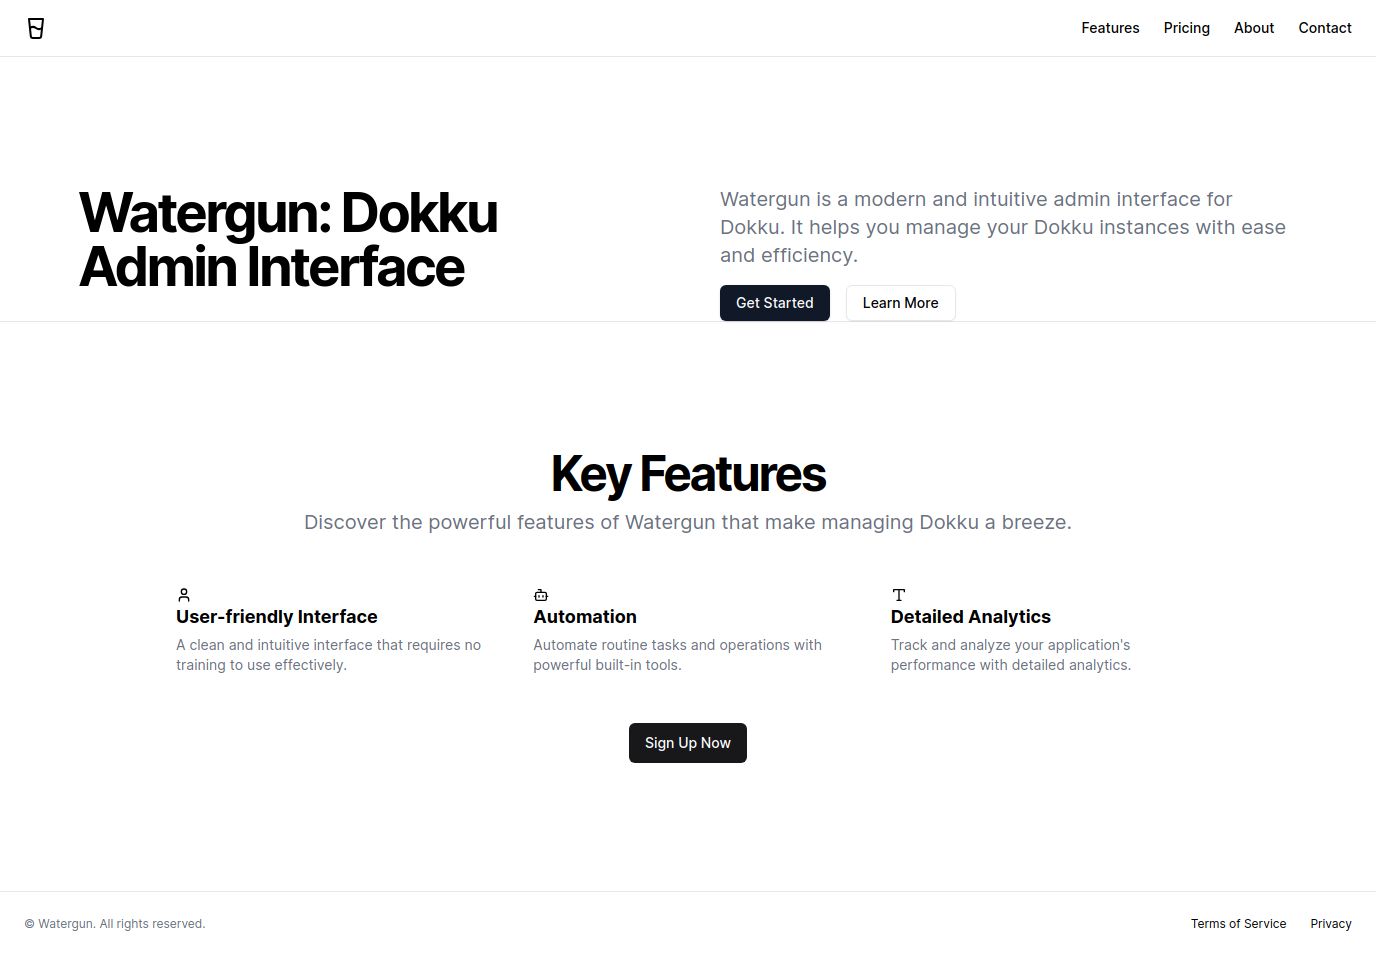 Features Pricing About Contact
Watergun: Dokku
Admin Interface
Watergun is a modern and intuitive admin interface for
Dokku. It helps you manage your Dokku instances with ease
and efficiency.
Get Started Learn More
Key Features
Discover the powerful features of Watergun that make managing Dokku a breeze.
User-friendly Interface
A clean and intuitive interface that requires no
training to use effectively.
Automation
Automate routine tasks and operations with
powerful built-in tools.
Detailed Analytics
Track and analyze your application's
performance with detailed analytics.
Sign Up Now
© Watergun. All rights reserved.
Terms of Service Privacy